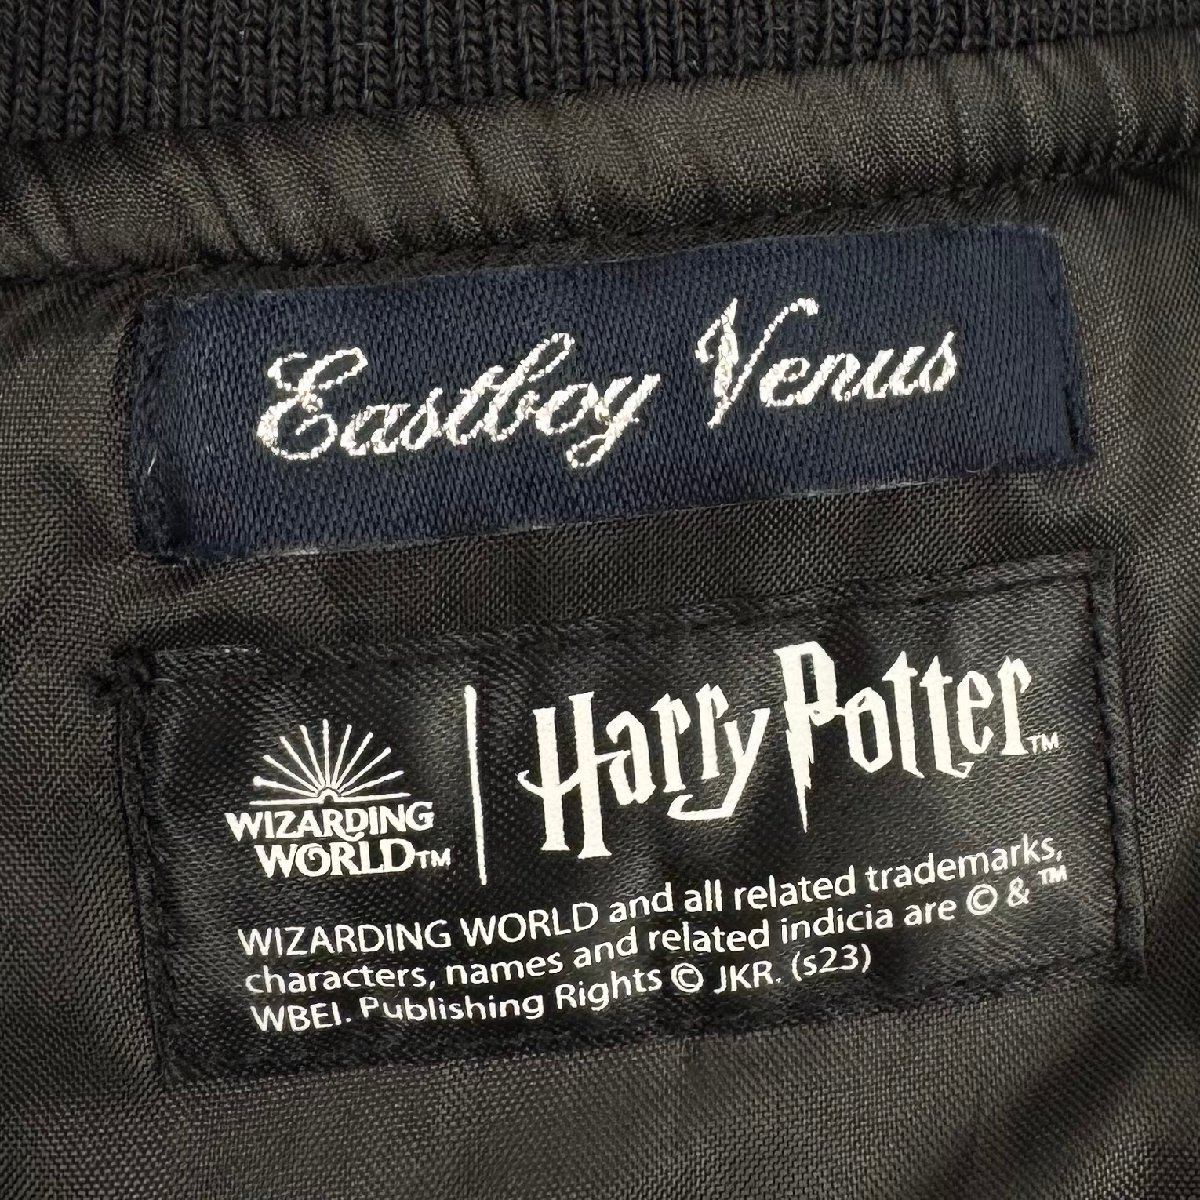 Eastboy Venus
WIZARDING
WORLD™
Harry Potter™
WIZARDING WORLD and all related trademarks,
characters, names and related indicia are © & ™
WBEI. Publishing Rights © JKR. (s23)